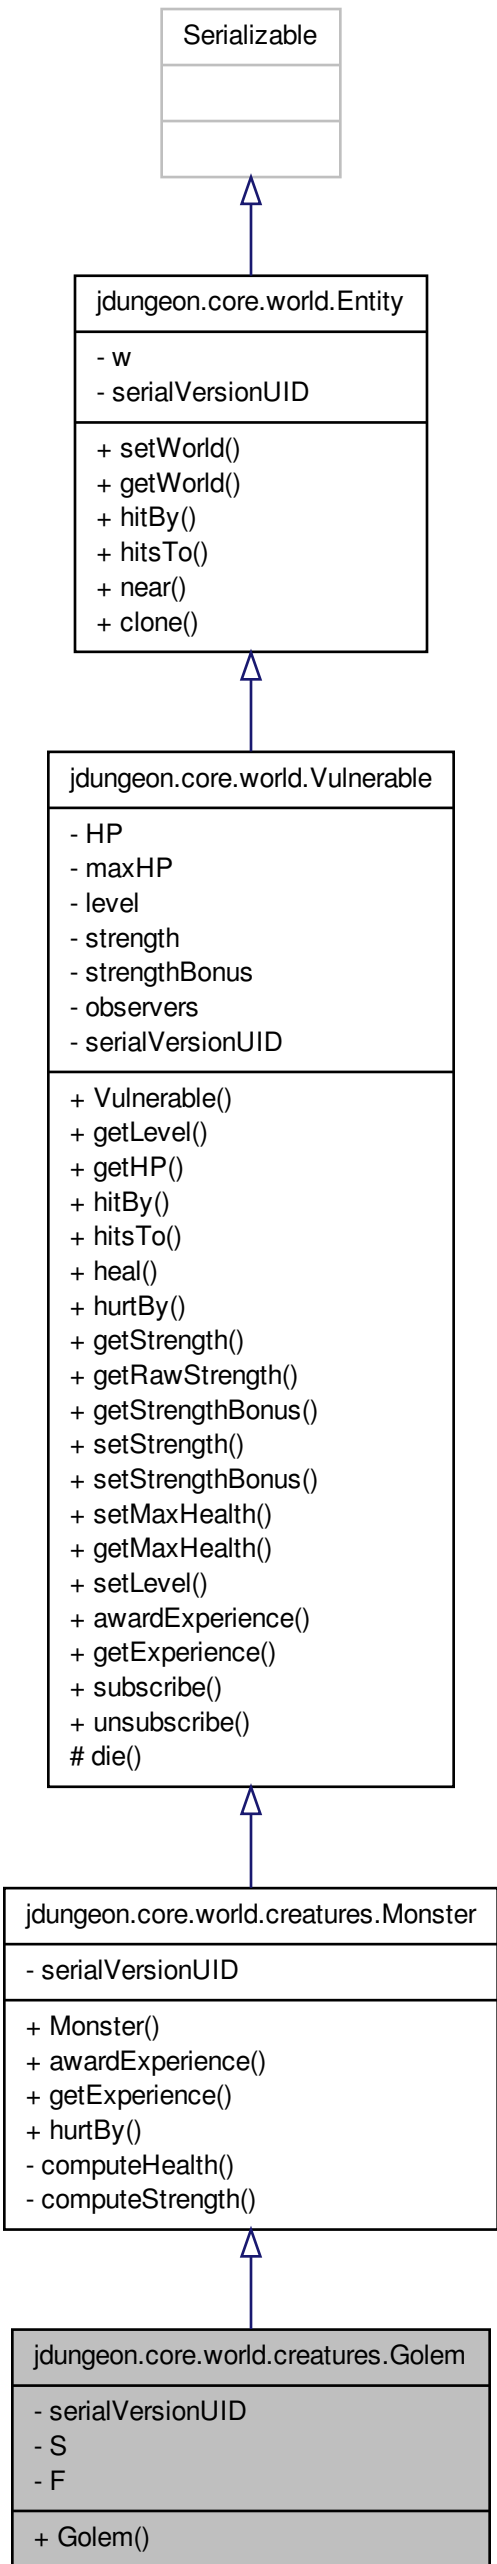 Serializable
jdungeon.core.world.Entity
- w
- serialVersionUID
+ setWorld()
+ getWorld()
+ hitBy()
+ hitsTo()
+ near()
+ clone()
jdungeon.core.world.Vulnerable
- HP
- maxHP
- level
- strength
- strengthBonus
- observers
- serialVersionUID
+ Vulnerable()
+ getLevel()
+ getHP()
+ hitBy()
+ hitsTo()
+ heal()
+ hurtBy()
+ getStrength()
+ getRawStrength()
+ getStrengthBonus()
+ setStrength()
+ setStrengthBonus()
+ setMaxHealth()
+ getMaxHealth()
+ setLevel()
+ awardExperience()
+ getExperience()
+ subscribe()
+ unsubscribe()
# die()
jdungeon.core.world.creatures.Monster
- serialVersionUID
+ Monster()
+ awardExperience()
+ getExperience()
+ hurtBy()
- computeHealth()
- computeStrength()
jdungeon.core.world.creatures.Golem
- serialVersionUID
- S
- F
+ Golem()